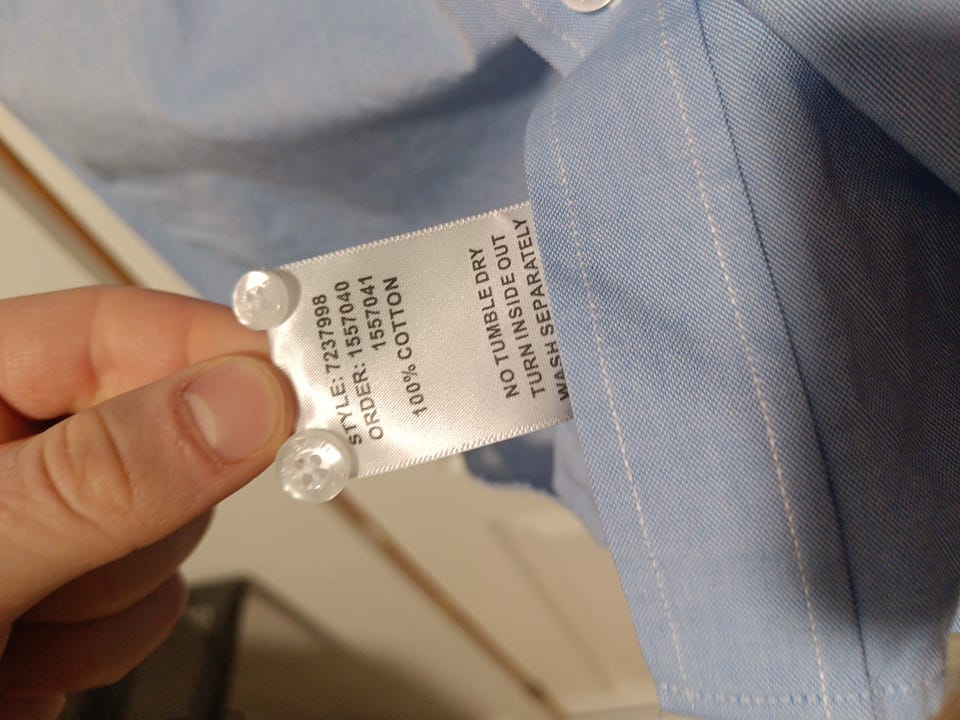 STYLE: 7237998
ORDER: 1557040
1557041
100% COTTON
NO TUMBLE DRY
TURN INSIDE OUT
WASH SEPARATELY